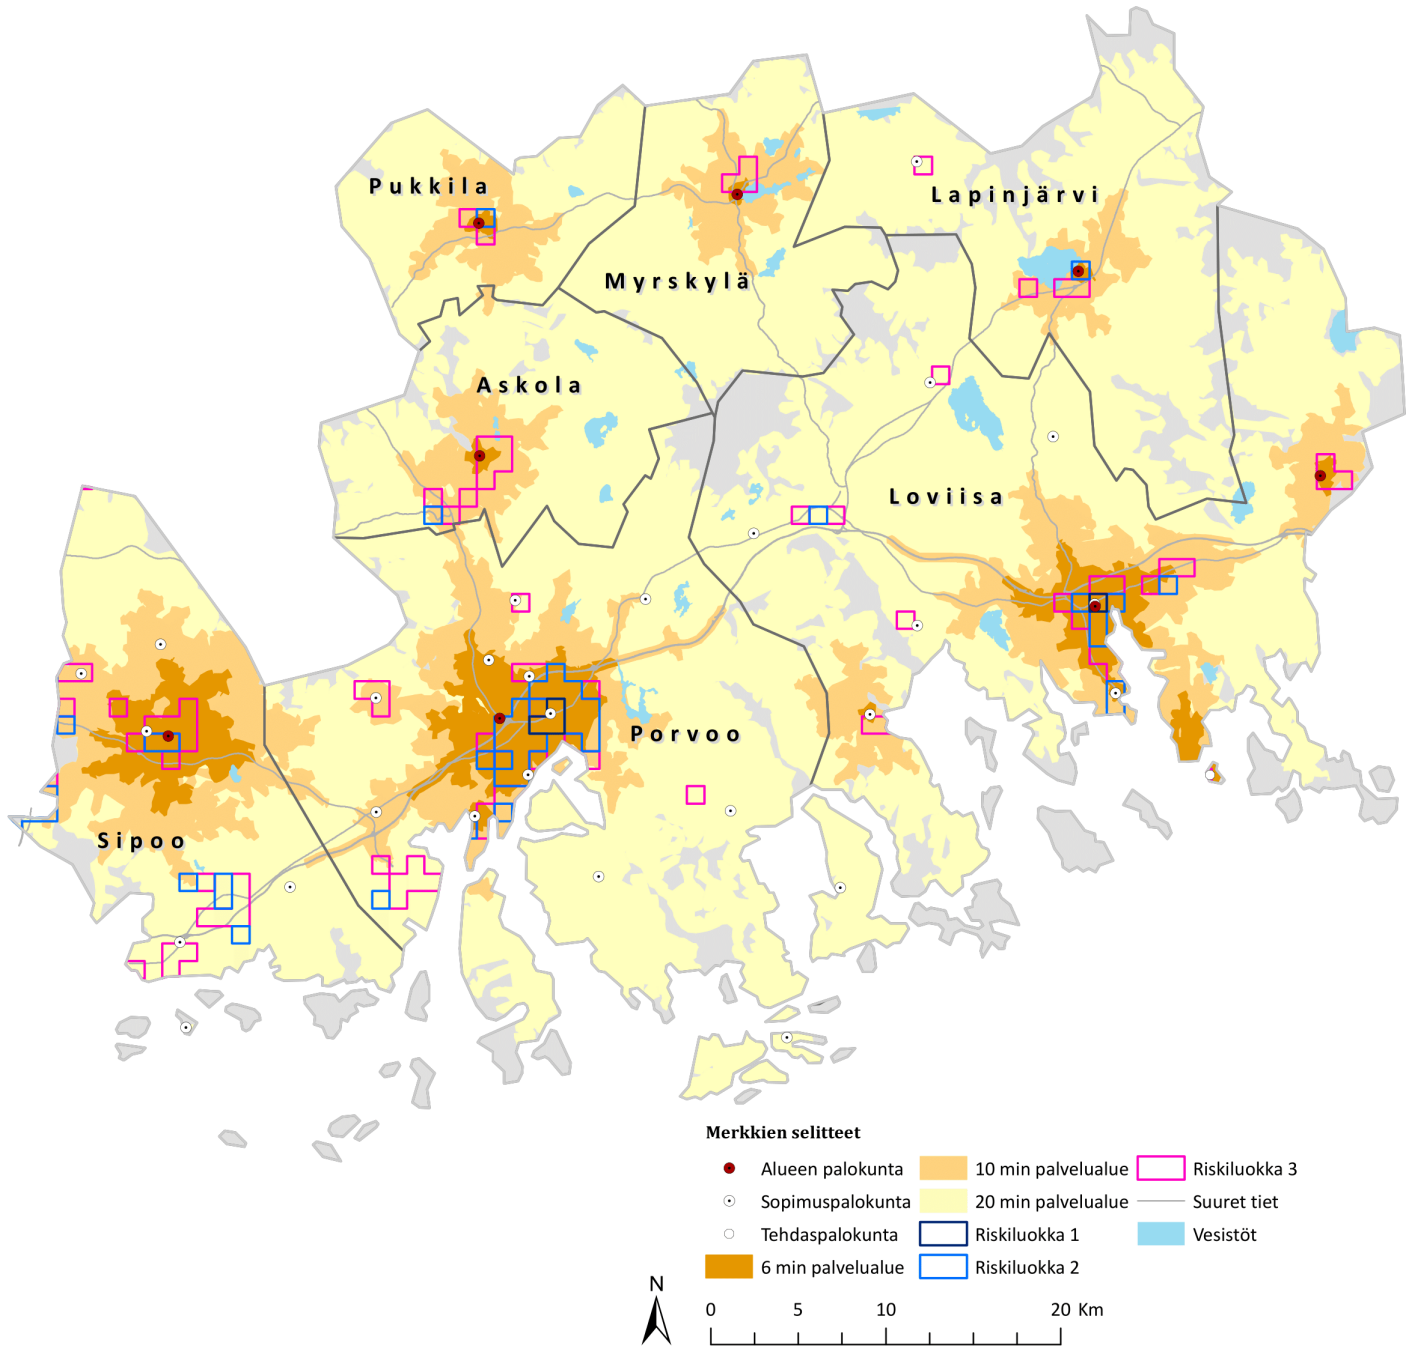 Pukkila
Lapinjärvi
Myrskylä
Askola
Loviisa
Porvoo
Sipoo
Merkkien selitteet
Alueen palokunta
10 min palvelualue
Riskiluokka 3
Sopimuspalokunta
20 min palvelualue
Suuret tiet
Tehdaspalokunta
Riskiluokka 1
Vesistöt
6 min palvelualue
Riskiluokka 2
N
0 5 10 20 Km